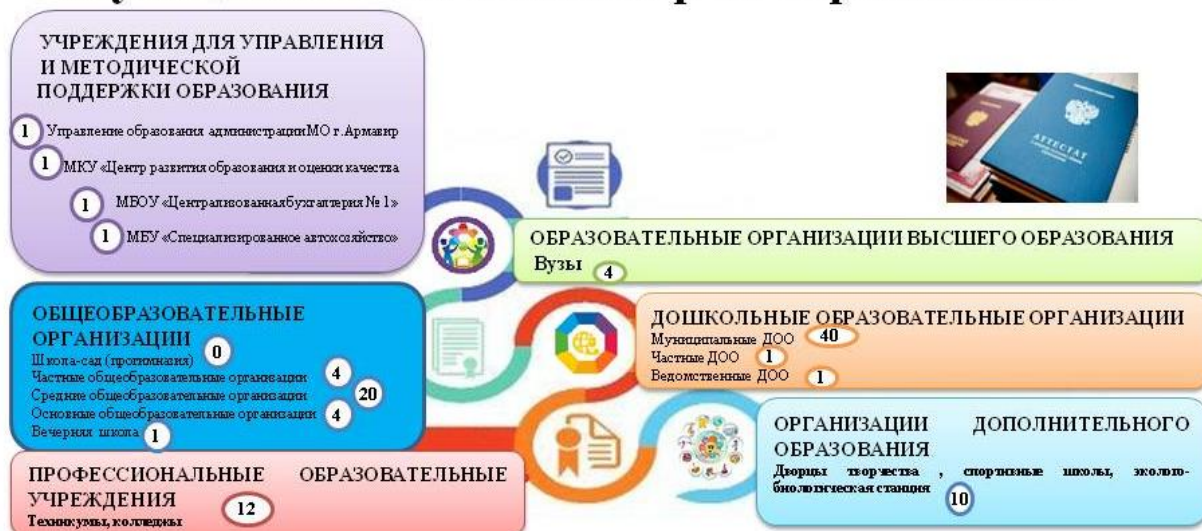 УЧРЕЖДЕНИЯ ДЛЯ УПРАВЛЕНИЯ
И МЕТОДИЧЕСКОЙ
ПОДДЕРЖКИ ОБРАЗОВАНИЯ
1 Управление образования администрации МО г. Армавир
1 МКУ «Центр развития образования и оценки качества
1 МБОУ «Централизованная бухгалтерия № 1»
1 МБУ «Специализированное автохозяйство»
АТТЕСТАТ
ОБРАЗОВАТЕЛЬНЫЕ ОРГАНИЗАЦИИ ВЫСШЕГО ОБРАЗОВАНИЯ
Вузы 4
ОБЩЕОБРАЗОВАТЕЛЬНЫЕ
ОРГАНИЗАЦИИ
Школа-сад (прогимназия) 0
Частные общеобразовательные организации 4
Средние общеобразовательные организации 20
Основные общеобразовательные организации 4
Вечерняя школа 1
ДОШКОЛЬНЫЕ ОБРАЗОВАТЕЛЬНЫЕ ОРГАНИЗАЦИИ
Муниципальные ДОО 40
Частные ДОО 1
Ведомственные ДОО 1
ОРГАНИЗАЦИИ ДОПОЛНИТЕЛЬНОГО
ОБРАЗОВАНИЯ
Дворцы творчества , спортивные школы, эколого-
биологическая станция 10
ПРОФЕССИОНАЛЬНЫЕ ОБРАЗОВАТЕЛЬНЫЕ
УЧРЕЖДЕНИЯ 12
Техникумы, колледжы